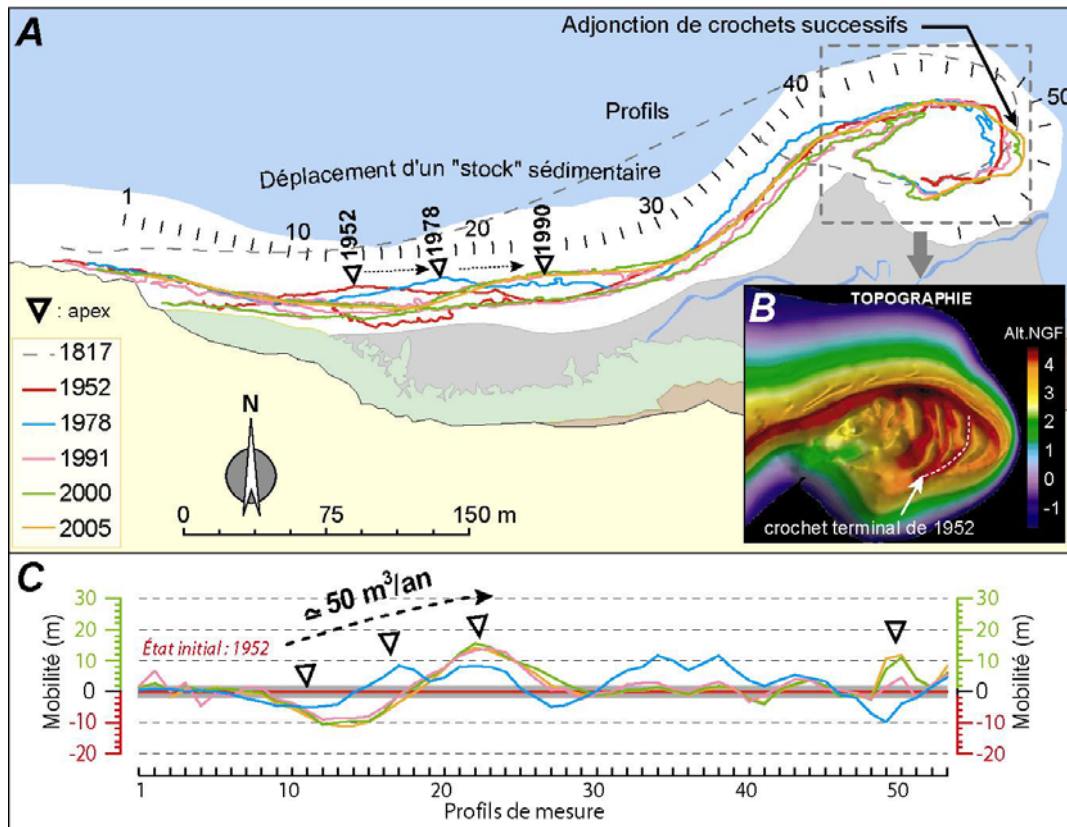 A
Adjonction de crochets successifs
40
50
Profils
Déplacement d'un "stock" sédimentaire
1
10
1952
1978
20
1990
30
: apex
1817
1952
1978
1991
2000
2005
N
0 75 150 m
B
TOPOGRAPHIE
Alt.NGF
4
3
2
1
0
-1
crochet terminal de 1952
C
≃ 50 m³/an
État initial : 1952
Mobilité (m)
30
20
10
0
-10
-20
30
20
10
0
-10
-20
Mobilité (m)
1 10 20 30 40 50
Profils de mesure